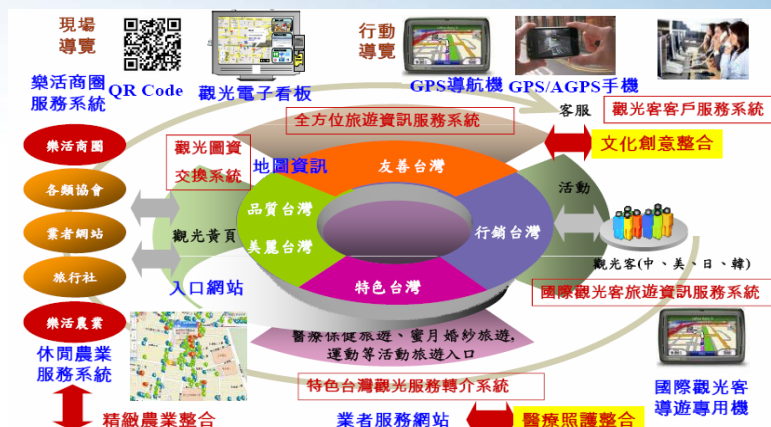 現場
導覽
行動
導覽
樂活商圈
服務系統
QR Code
觀光電子看板
GPS導航機
GPS/AGPS手機
客服
觀光客客戶服務系統
全方位旅遊資訊服務系統
文化創意整合
樂活商圈
觀光圖資
交換系統
地圖資訊
友善台灣
各類協會
品質台灣
活動
業者網站
觀光黃頁
美麗台灣
行銷台灣
旅行社
觀光客(中、美、日、韓)
入口網站
特色台灣
國際觀光客旅遊資訊服務系統
樂活農業
醫療保健旅遊、蜜月婚紗旅遊,
運動等活動旅遊入口
休閒農業
服務系統
特色台灣觀光服務轉介系統
國際觀光客
導遊專用機
精緻農業整合
業者服務網站
醫療照護整合